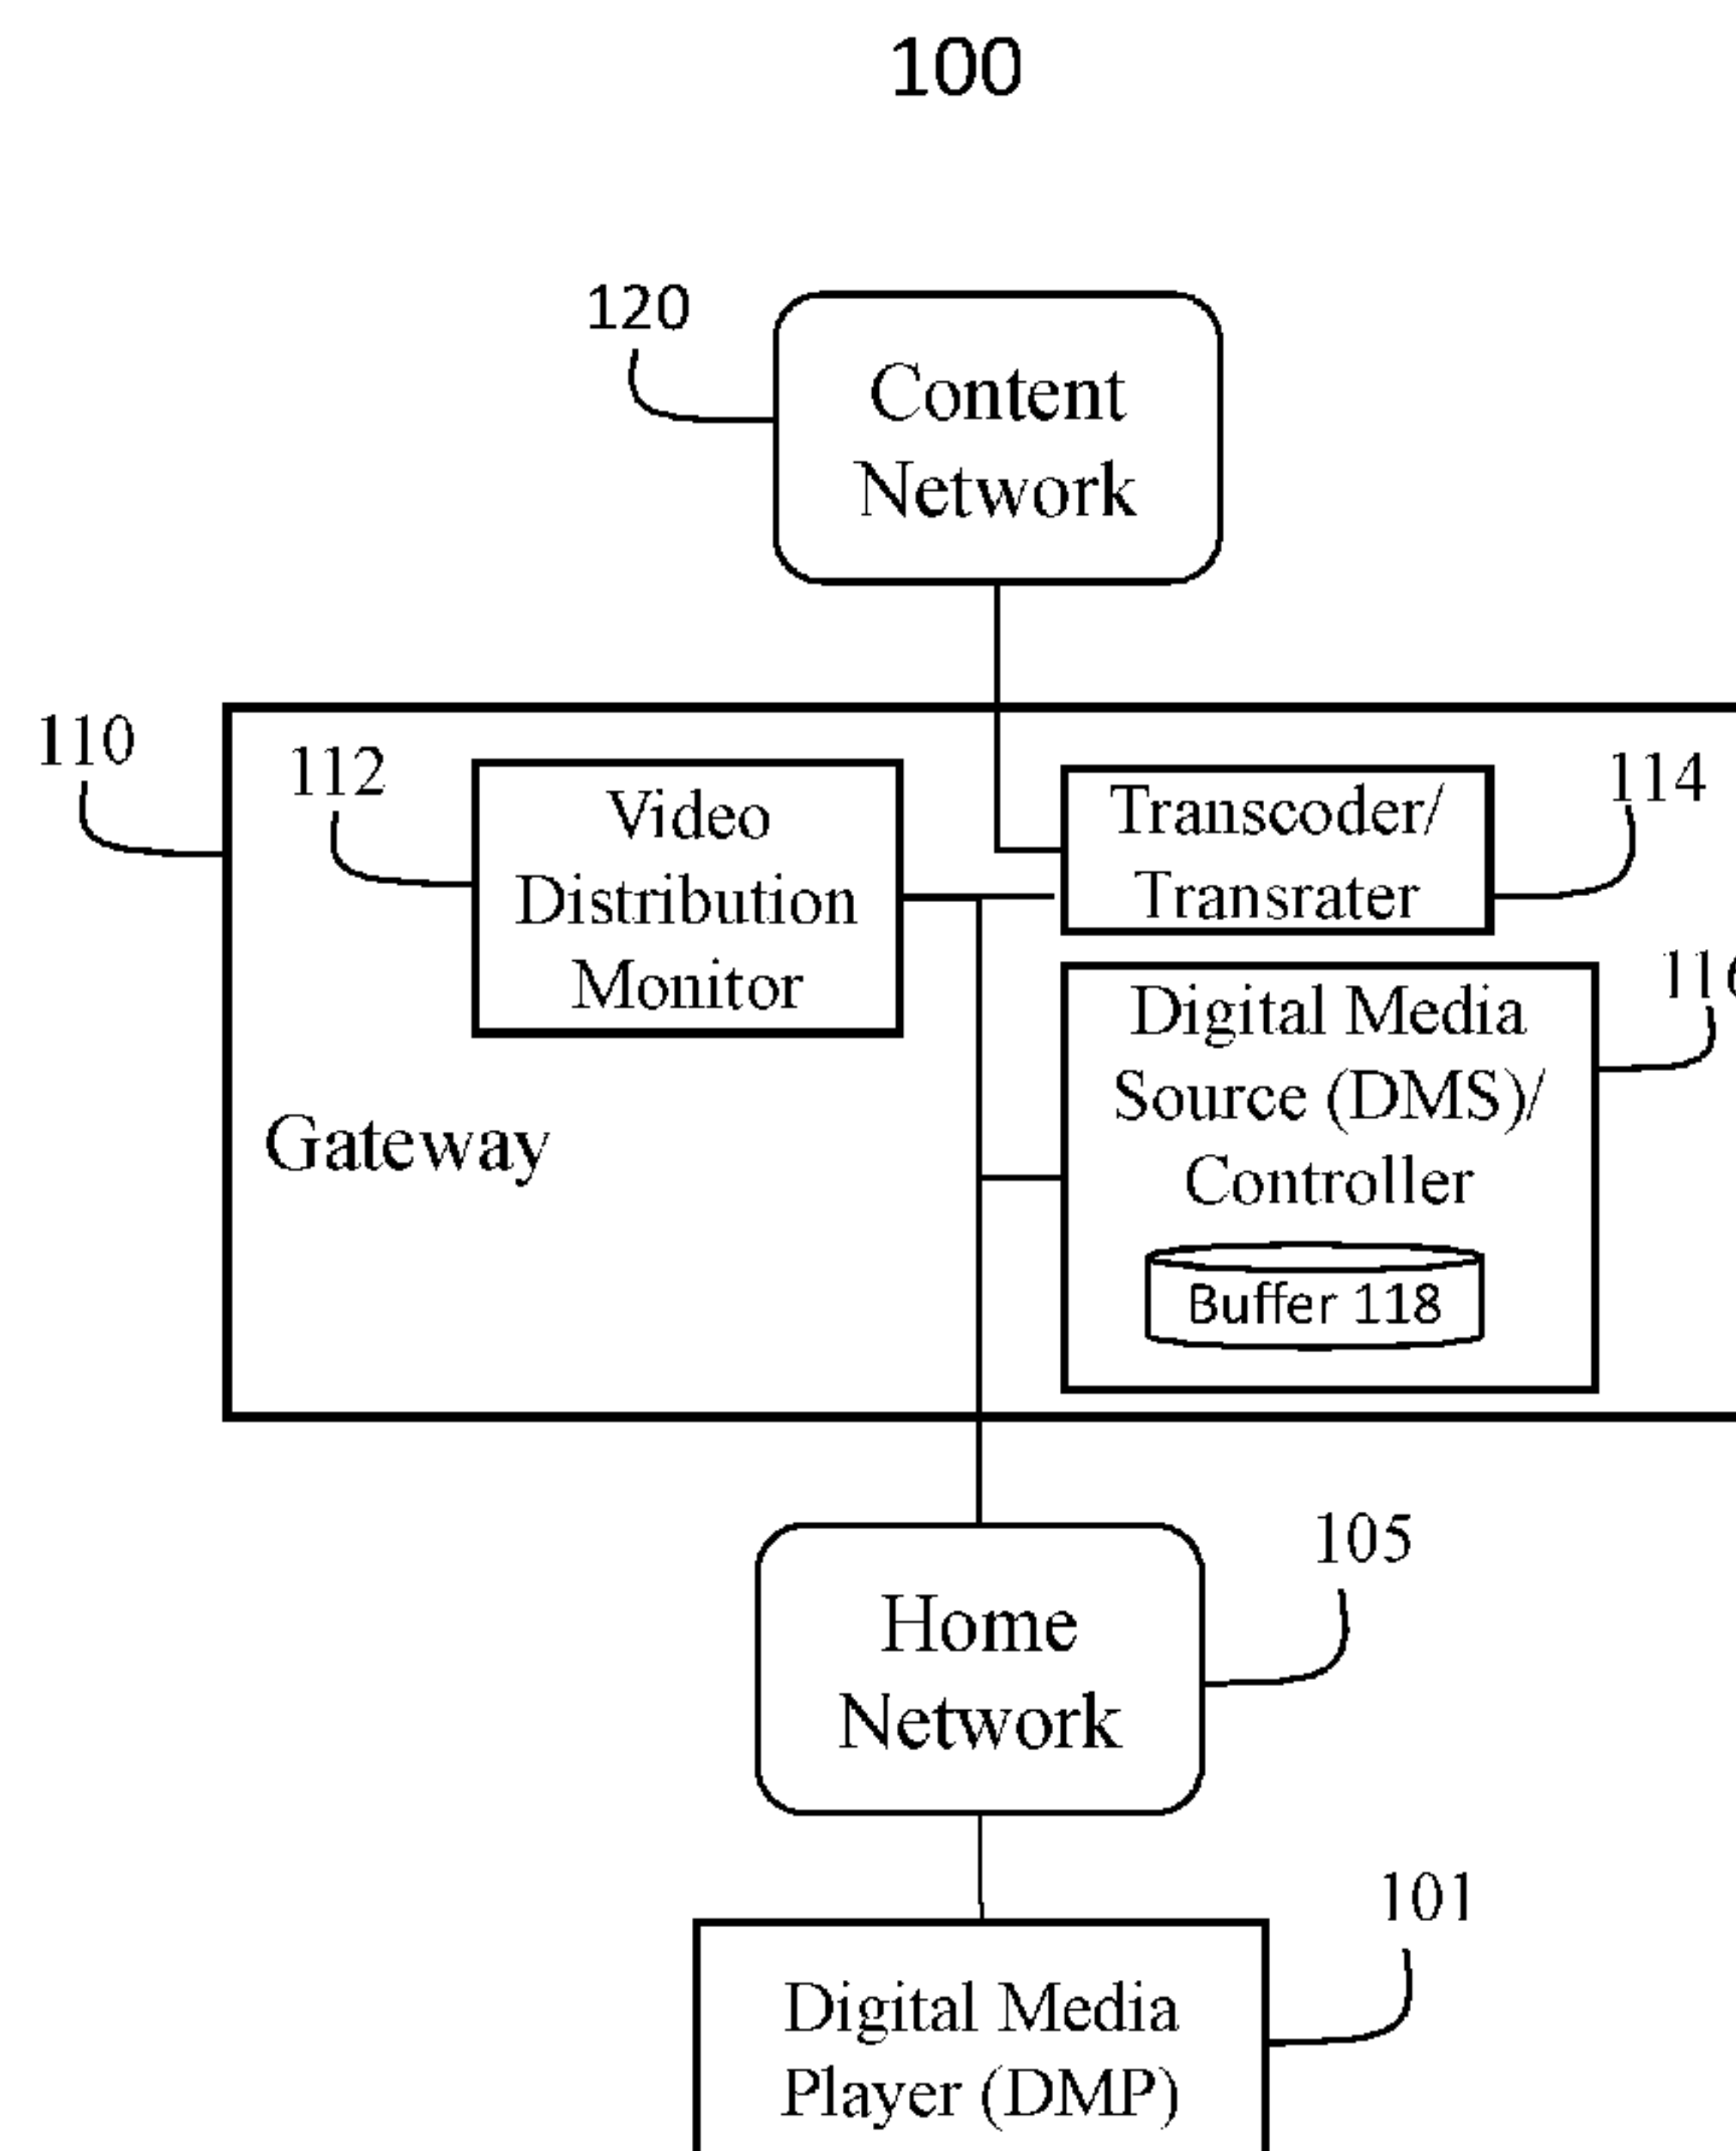 100
120
Content
Network
110
112
Video
Distribution
Monitor
114
Transcoder/
Transrater
Digital Media
Source (DMS)/
Controller
Buffer 118
Gateway
105
Home
Network
101
Digital Media
Player (DMP)